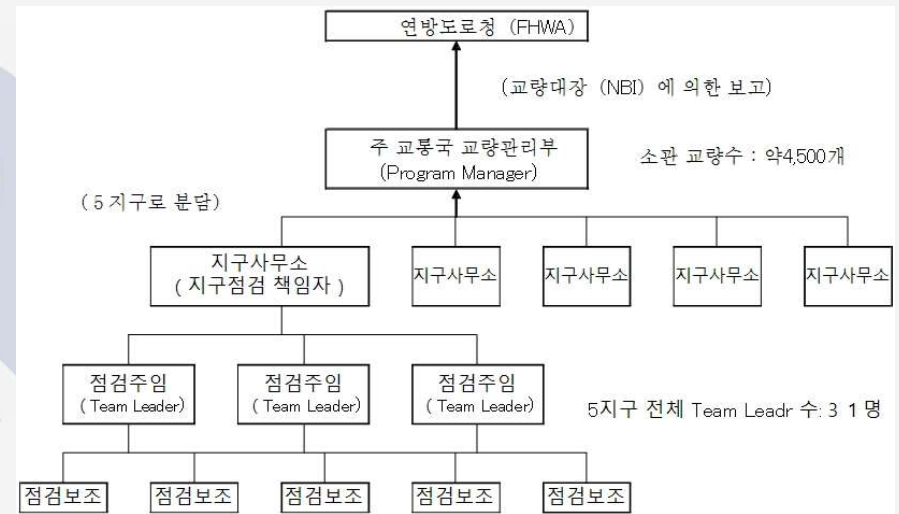 연방도로청 (FHWA)
(교량대장 (NBI) 에 의한 보고)
주 교통국 교량관리부
(Program Manager)
소관 교량수 : 약4,500개
( 5 지구로 분담)
지구사무소
( 지구점검 책임자 )
지구사무소
지구사무소
지구사무소
지구사무소
점검주임
( Team Leader)
점검주임
( Team Leader)
점검주임
( Team Leader)
5지구 전체 Team Leadr 수: 3 1 명
점검보조
점검보조
점검보조
점검보조
점검보조